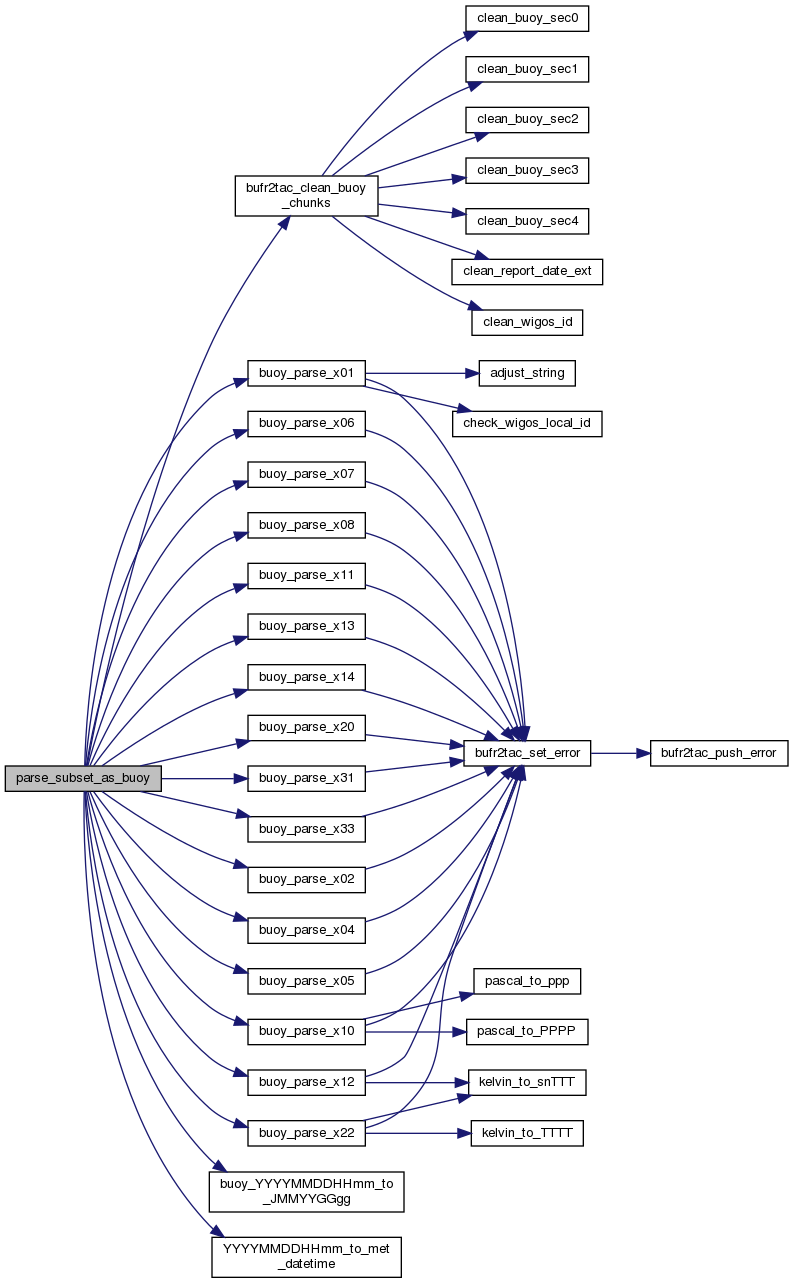 clean_buoy_sec0
clean_buoy_sec1
clean_buoy_sec2
clean_buoy_sec3
bufr2tac_clean_buoy
_chunks
clean_buoy_sec4
clean_report_date_ext
clean_wigos_id
buoy_parse_x01
adjust_string
buoy_parse_x06
check_wigos_local_id
buoy_parse_x07
buoy_parse_x08
buoy_parse_x11
buoy_parse_x13
buoy_parse_x14
buoy_parse_x20
bufr2tac_set_error
bufr2tac_push_error
parse_subset_as_buoy
buoy_parse_x31
buoy_parse_x33
buoy_parse_x02
buoy_parse_x04
buoy_parse_x05
pascal_to_ppp
buoy_parse_x10
pascal_to_PPPP
buoy_parse_x12
kelvin_to_snTTT
buoy_parse_x22
kelvin_to_TTTT
buoy_YYYYMMDDHHmm_to
_JMMYYGGgg
YYYYMMDDHHmm_to_met
_datetime